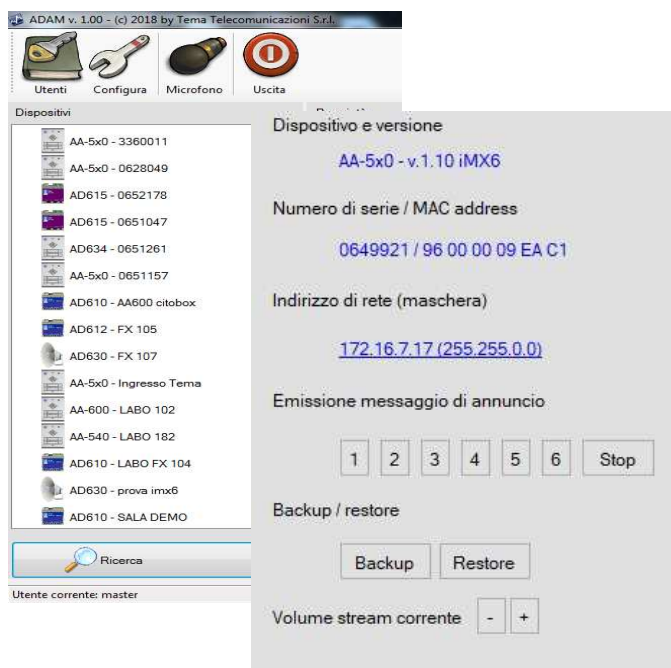 ADAM v. 1.00 - (c) 2018 by Tema Telecomunicazioni S.r.l.
Utenti Configura Microfono Uscita
Dispositivi
AA-5x0 - 3360011
AA-5x0 - 0628049
AD615 - 0652178
AD615 - 0651047
AD634 - 0651261
AA-5x0 - 0651157
AD610 - AA600 citobox
AD612 - FX 105
AD630 - FX 107
AA-5x0 - Ingresso Tema
AA-600 - LABO 102
AA-540 - LABO 182
AD610 - LABO FX 104
AD630 - prova imx6
AD610 - SALA DEMO
Ricerca
Utente corrente: master
Dispositivo e versione
AA-5x0 - v.1.10 iMX6
Numero di serie / MAC address
0649921 / 96 00 00 09 EA C1
Indirizzo di rete (maschera)
172.16.7.17 (255.255.0.0)
Emissione messaggio di annuncio
1 2 3 4 5 6 Stop
Backup / restore
Backup Restore
Volume stream corrente - +